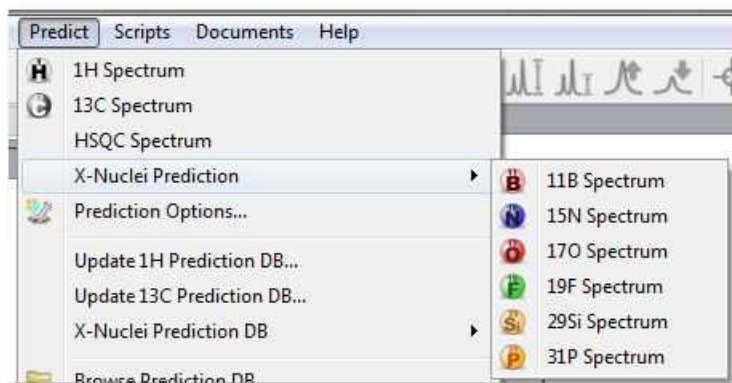 Predict Scripts Documents Help
H 1H Spectrum
C 13C Spectrum
HSQC Spectrum
X-Nuclei Prediction
Prediction Options...
Update 1H Prediction DB...
Update 13C Prediction DB...
X-Nuclei Prediction DB
Browse Prediction DB
B 11B Spectrum
N 15N Spectrum
O 17O Spectrum
F 19F Spectrum
Si 29Si Spectrum
P 31P Spectrum